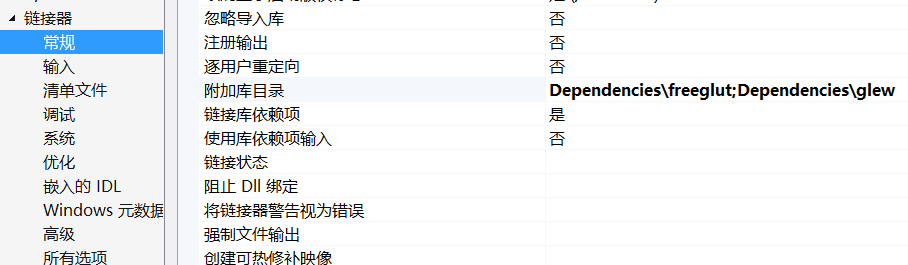 链接器
常规
输入
清单文件
调试
系统
优化
嵌入的 IDL
Windows 元数据
高级
所有选项
忽略导入库 否
注册输出 否
逐用户重定向 否
附加库目录 Dependencies\freeglut;Dependencies\glew
链接库依赖项 是
使用库依赖项输入 否
链接状态
阻止 Dll 绑定
将链接器警告视为错误
强制文件输出
创建可热修补映像